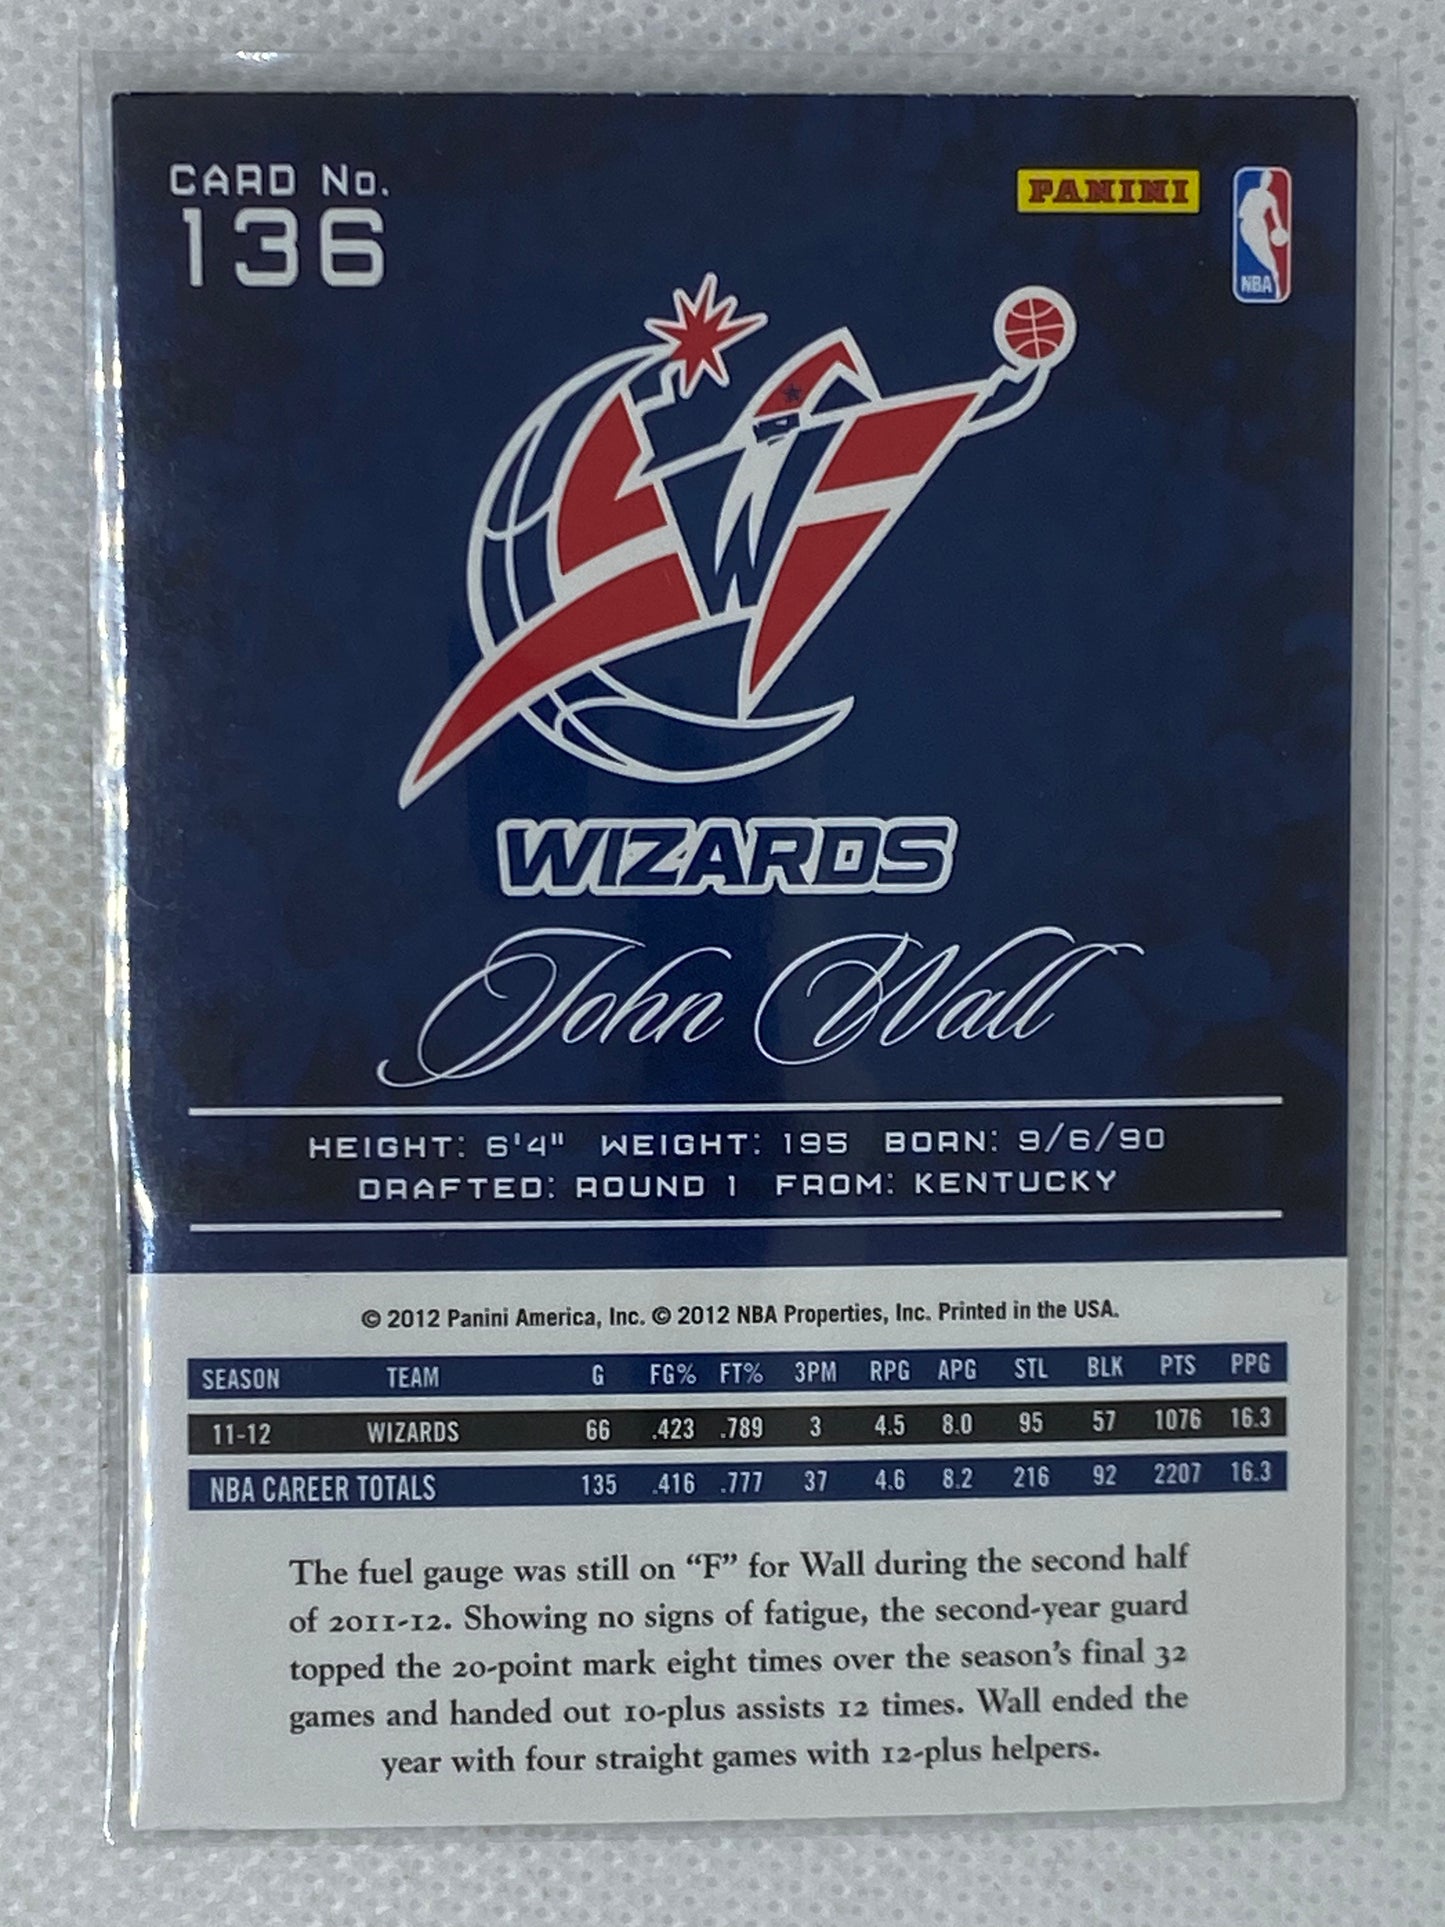 CARD No.
136
PANINI
NBA
WIZARDS
John Wall
HEIGHT: 6'4" WEIGHT: 195 BORN: 9/6/90
DRAFTED: ROUND 1 FROM: KENTUCKY
© 2012 Panini America, Inc. © 2012 NBA Properties, Inc. Printed in the USA.
SEASON TEAM G FG% FT% 3PM RPG APG STL BLK PTS PPG
11-12 WIZARDS 66 .423 .789 3 4.5 8.0 95 57 1076 16.3
NBA CAREER TOTALS 135 .416 .777 37 4.6 8.2 216 92 2207 16.3
The fuel gauge was still on “F” for Wall during the second half
of 2011-12. Showing no signs of fatigue, the second-year guard
topped the 20-point mark eight times over the season’s final 32
games and handed out 10-plus assists 12 times. Wall ended the
year with four straight games with 12-plus helpers.